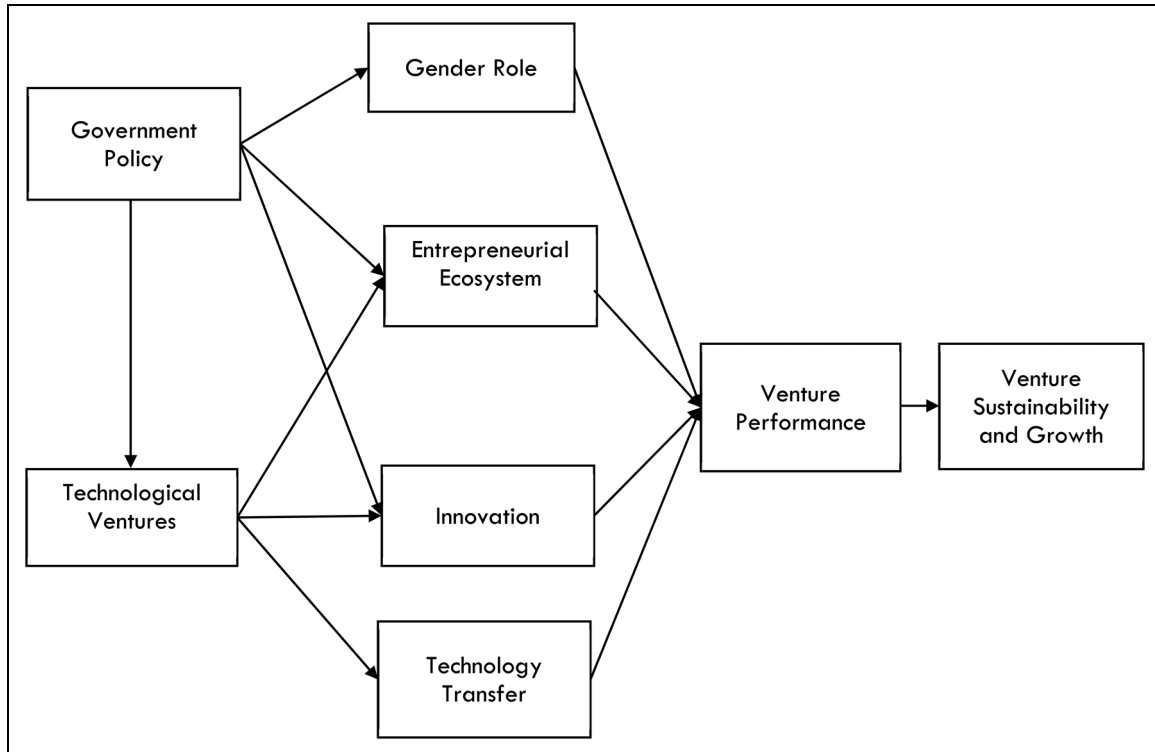 Gender Role
Government
Policy
Entrepreneurial
Ecosystem
Venture
Performance
Venture
Sustainability
and Growth
Technological
Ventures
Innovation
Technology
Transfer